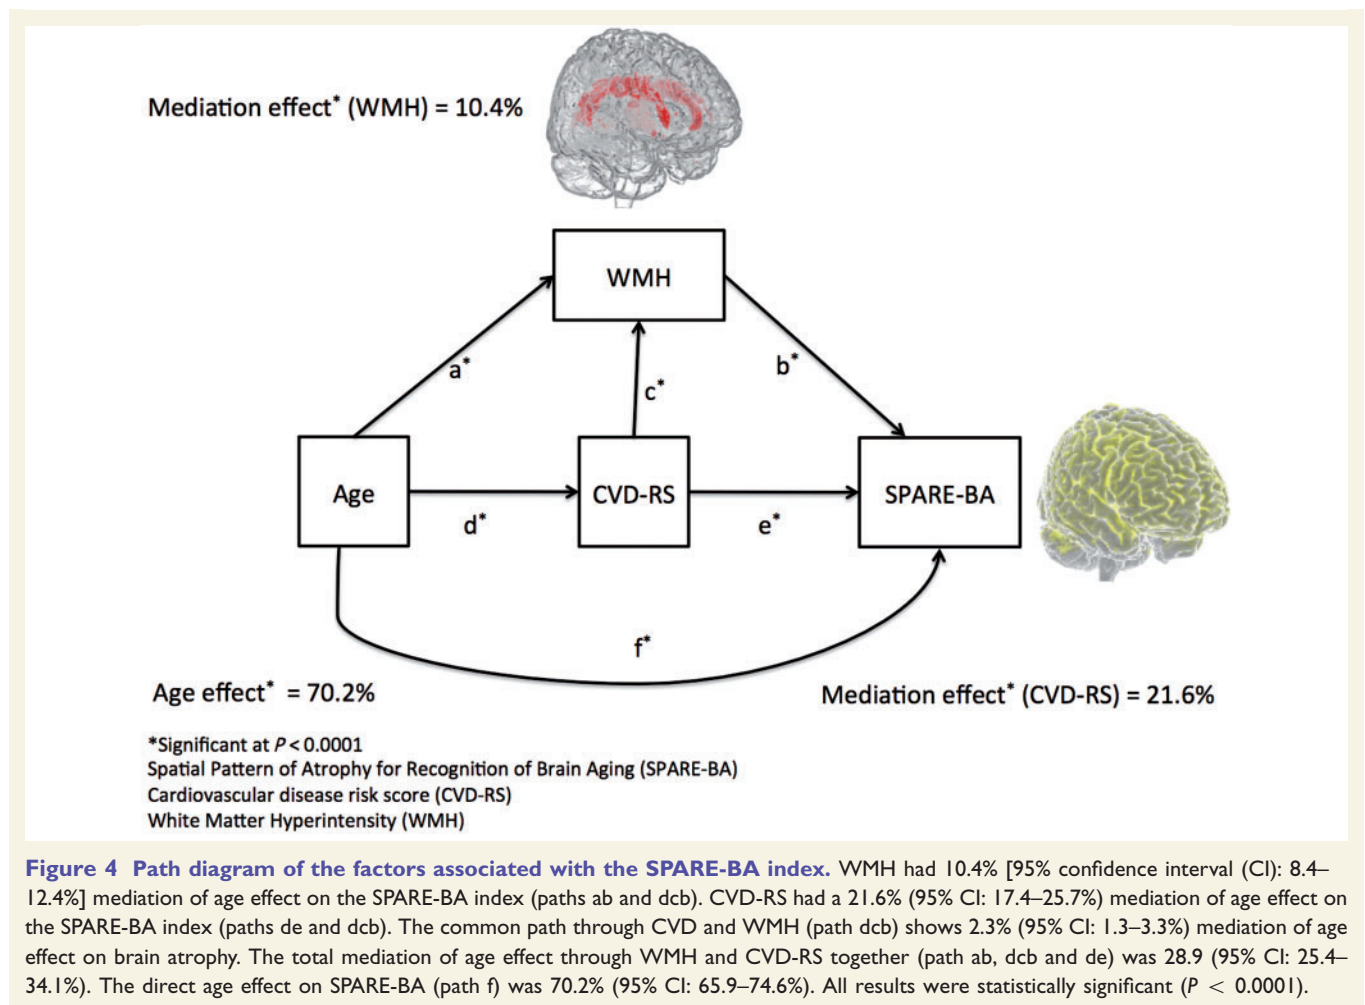 Mediation effect* (WMH) = 10.4%
WMH
a*
b*
c*
Age
CVD-RS
SPARE-BA
d*
e*
f*
Age effect* = 70.2%
Mediation effect* (CVD-RS) = 21.6%
*Significant at P < 0.0001
Spatial Pattern of Atrophy for Recognition of Brain Aging (SPARE-BA)
Cardiovascular disease risk score (CVD-RS)
White Matter Hyperintensity (WMH)
Figure 4 Path diagram of the factors associated with the SPARE-BA index. WMH had 10.4% [95% confidence interval (CI): 8.4–
12.4%] mediation of age effect on the SPARE-BA index (paths ab and dcb). CVD-RS had a 21.6% (95% CI: 17.4–25.7%) mediation of age effect on
the SPARE-BA index (paths de and dcb). The common path through CVD and WMH (path dcb) shows 2.3% (95% CI: 1.3–3.3%) mediation of age
effect on brain atrophy. The total mediation of age effect through WMH and CVD-RS together (path ab, dcb and de) was 28.9 (95% CI: 25.4–
34.1%). The direct age effect on SPARE-BA (path f) was 70.2% (95% CI: 65.9–74.6%). All results were statistically significant (P < 0.0001).